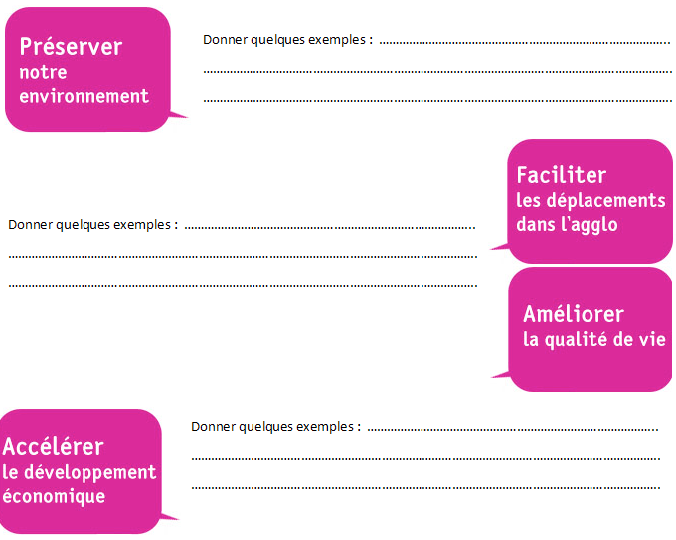 Préserver
notre
environnement
Donner quelques exemples : ................................................................................
................................................................................
................................................................................
Faciliter
les déplacements
dans l'agglo
Donner quelques exemples : ................................................................................
................................................................................
................................................................................
Améliorer
la qualité de vie
Accélérer
le développement
économique
Donner quelques exemples : ................................................................................
................................................................................
................................................................................